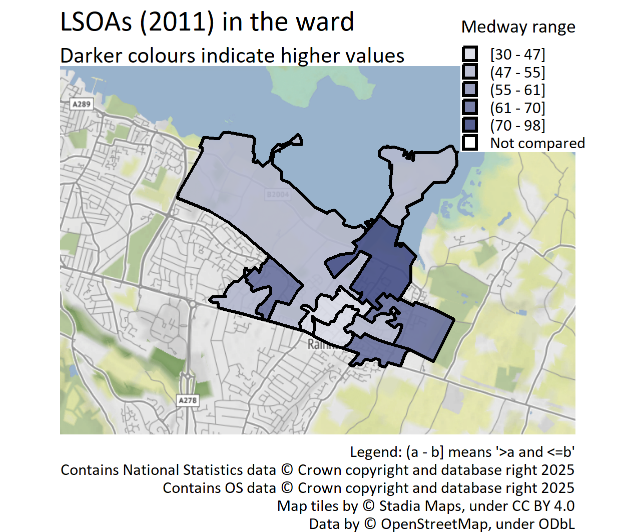 LSOAs (2011) in the ward
Darker colours indicate higher values
Medway range
[30 - 47]
(47 - 55]
(55 - 61]
(61 - 70]
(70 - 98]
Not compared
A289
A278
Legend: (a - b] means '>a and <=b'
Contains National Statistics data © Crown copyright and database right 2025
Contains OS data © Crown copyright and database right 2025
Map tiles by © Stadia Maps, under CC BY 4.0
Data by © OpenStreetMap, under ODbL